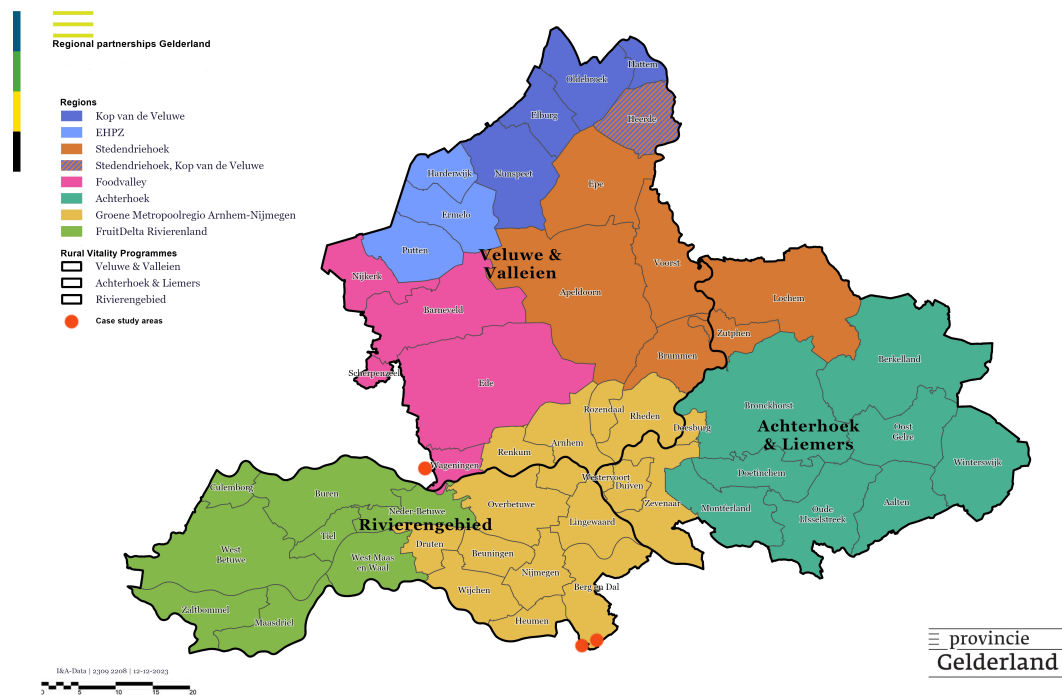 Regional partnerships Gelderland
Regions
Kop van de Veluwe
EHPZ
Stedendriehoek
Stedendriehoek, Kop van de Veluwe
Foodvalley
Achterhoek
Groene Metropoolregio Arnhem-Nijmegen
FruitDelta Rivierenland
Rural Vitality Programmes
Veluwe & Valleien
Achterhoek & Liemers
Rivierengebied
Case study areas
Hattem
Oldebroek
Elburg
Heerde
Nunspeet
Harderwijk
Epe
Ermelo
Putten
Veluwe &
Valleien
Voorst
Nijkerk
Apeldoorn
Lochem
Barneveld
Zutphen
Brummen
Berkelland
Scherpenzeel
Ede
Bronckhorst
Rozendaal
Rheden
Doesburg
Achterhoek
& Liemers
Oost
Gelre
Arnhem
Renkum
Wageningen
Winterswijk
Doetinchem
Westervoort
Duiven
Culemborg
Buren
Zevenaar
Montferland
Aalten
Overbetuwe
Neder-Betuwe
Rivierengebied
Lingewaard
Oude
IJsselstreek
Tiel
Druten
West
Betuwe
Beuningen
West Maas
en Waal
Nijmegen
Wijchen
Berg en Dal
Zaltbommel
Maasdriel
Heumen
provincie
Gelderland
I&A-Data | 2309 2208 | 12-12-2023
0 5 10 15 20